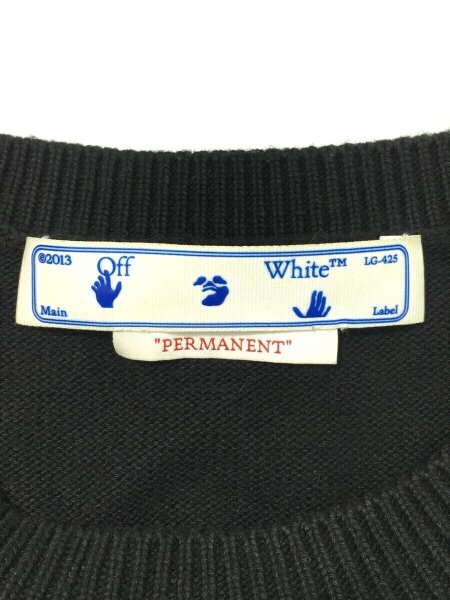 ©2013 Off White™ LG-425
Main Label
"PERMANENT"